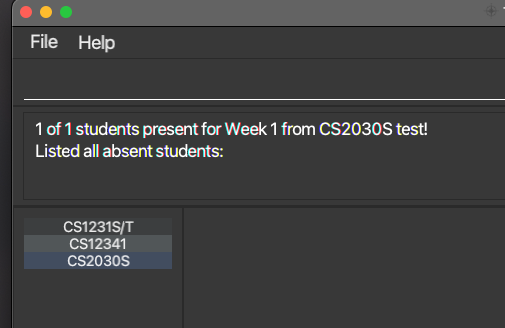 File Help
1 of 1 students present for Week 1 from CS2030S test!
Listed all absent students:
CS1231S/T
CS12341
CS2030S